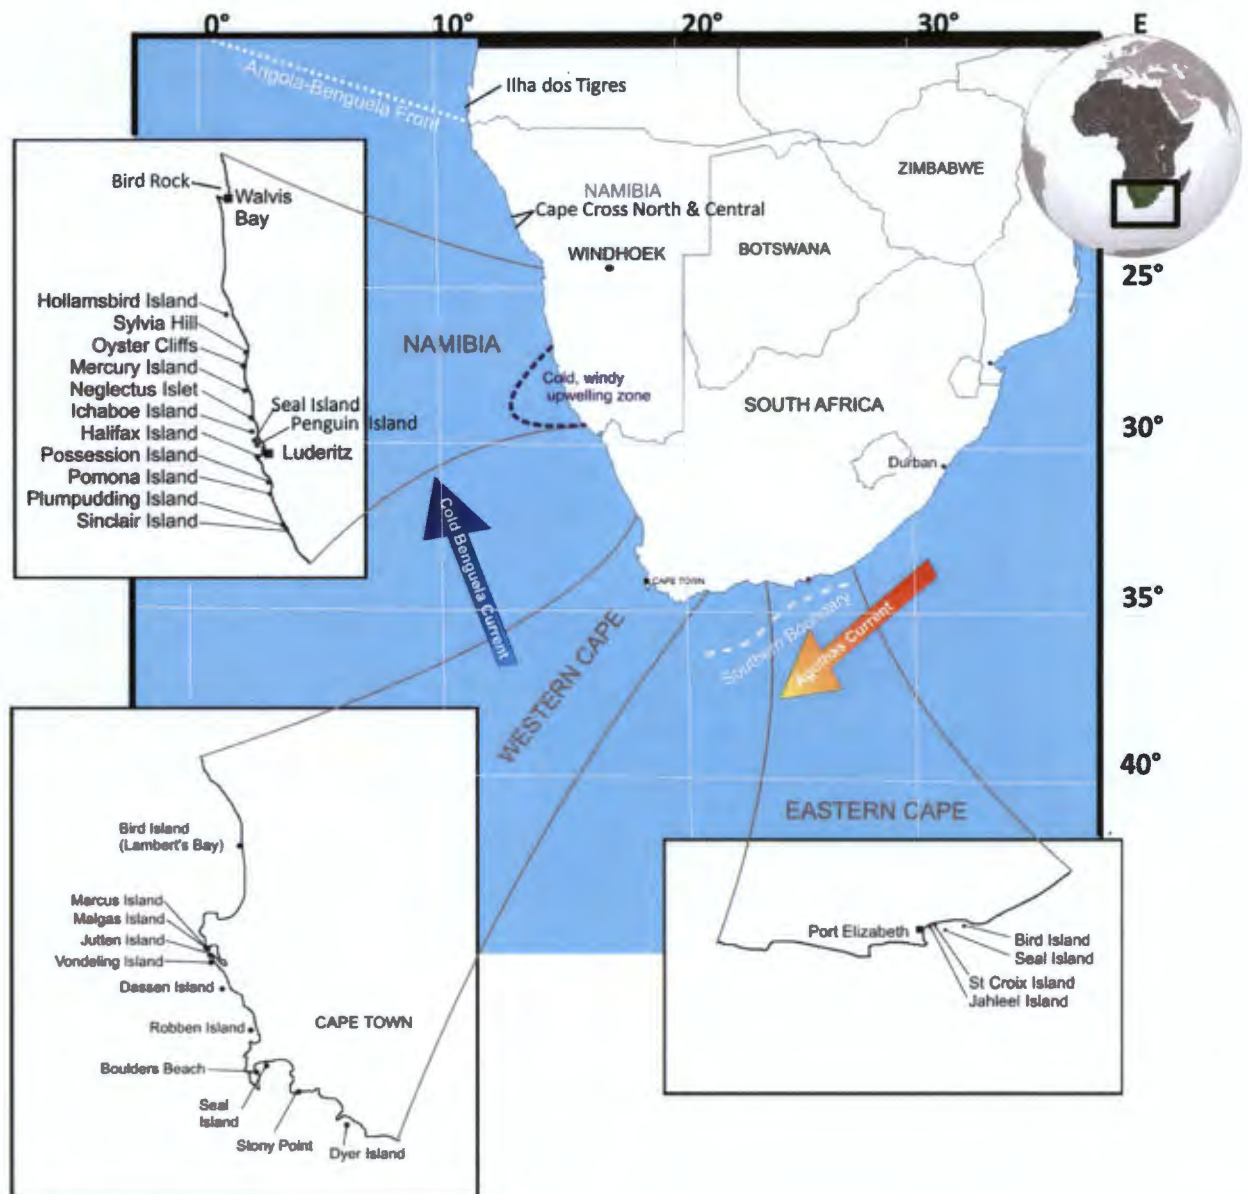 0°
10°
20°
30°
E
Angola-Benguela Front
Ilha dos Tigres
ZIMBABWE
NAMIBIA
Cape Cross North & Central
BOTSWANA
WINDHOEK
25°
Bird Rock
Walvis
Bay
Hollamsbird Island
Sylvia Hill
Oyster Cliffs
Mercury Island
Neglectus Islet
Ichaboe Island
Seal Island
Penguin Island
Halifax Island
Possession Island
Luderitz
Pomona Island
Plumpudding Island
Sinclair Island
NAMIBIA
Cold, windy
upwelling zone
SOUTH AFRICA
30°
Durban
Cold Benguela Current
CAPE TOWN
35°
Southern Boundary
Agulhas Current
WESTERN CAPE
40°
EASTERN CAPE
Bird Island
(Lambert's Bay)
Marcus Island
Malgas Island
Jutten Island
Vondeling Island
Dassen Island
Robben Island
CAPE TOWN
Boulders Beach
Seal
Island
Stony Point
Dyer Island
Port Elizabeth
Bird Island
Seal Island
St Croix Island
Jahleel Island